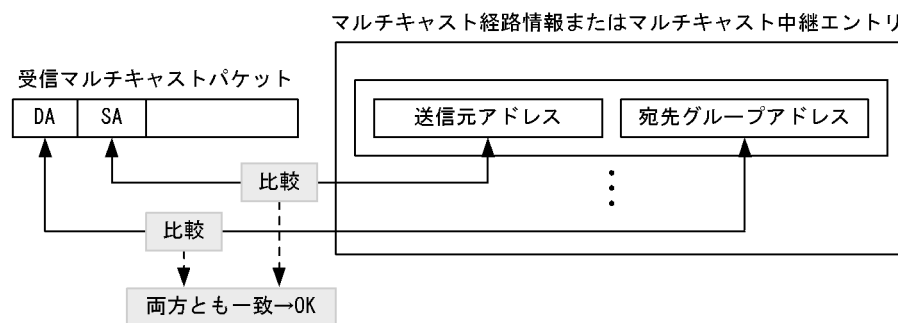 マルチキャスト経路情報またはマルチキャスト中継エントリ
受信マルチキャストパケット
DA
SA
送信元アドレス
宛先グループアドレス
比較
比較
両方とも一致→OK